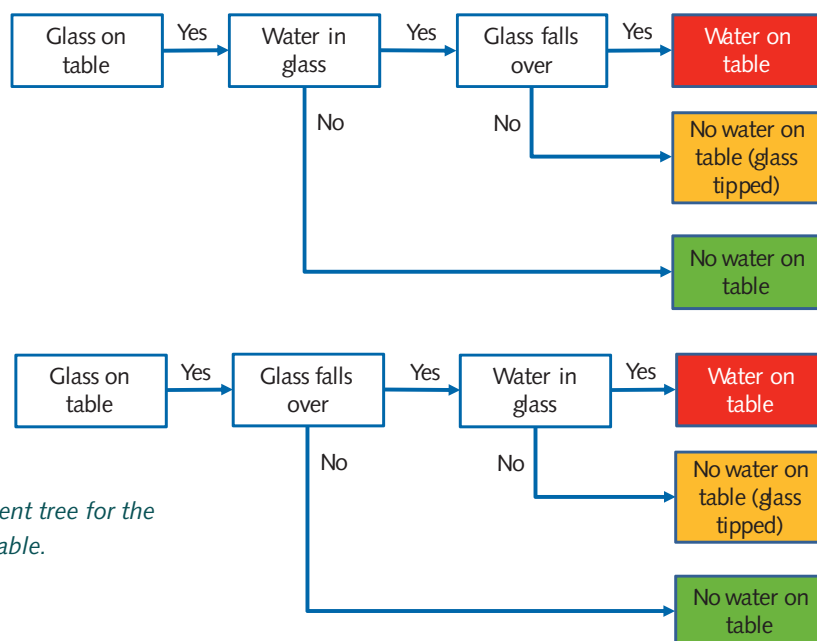 Glass on
table
Yes
Water in
glass
Yes
Glass falls
over
Yes
Water on
table
No
No
No water on
table (glass
tipped)
No water on
table
Glass on
table
Yes
Glass falls
over
Yes
Water in
glass
Yes
Water on
table
No
No
No water on
table (glass
tipped)
ent tree for the
able.
No water on
table